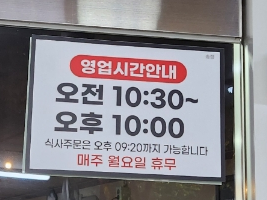 영업시간안내
오전 10:30~
오후 10:00
식사주문은 오후 09:20까지 가능합니다
매주 월요일 휴무